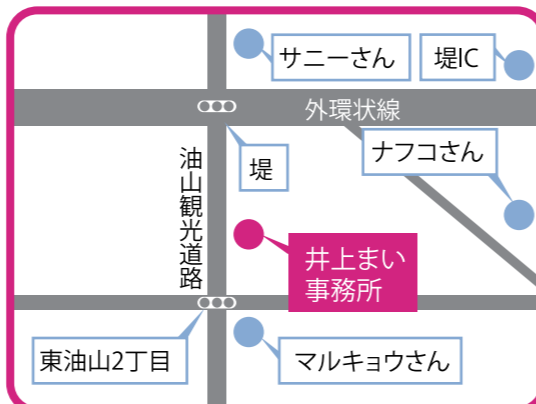 サニーさん
堤IC
外環状線
ナフコさん
堤
油山観光道路
井上まい
事務所
東油山2丁目
マルキョウさん